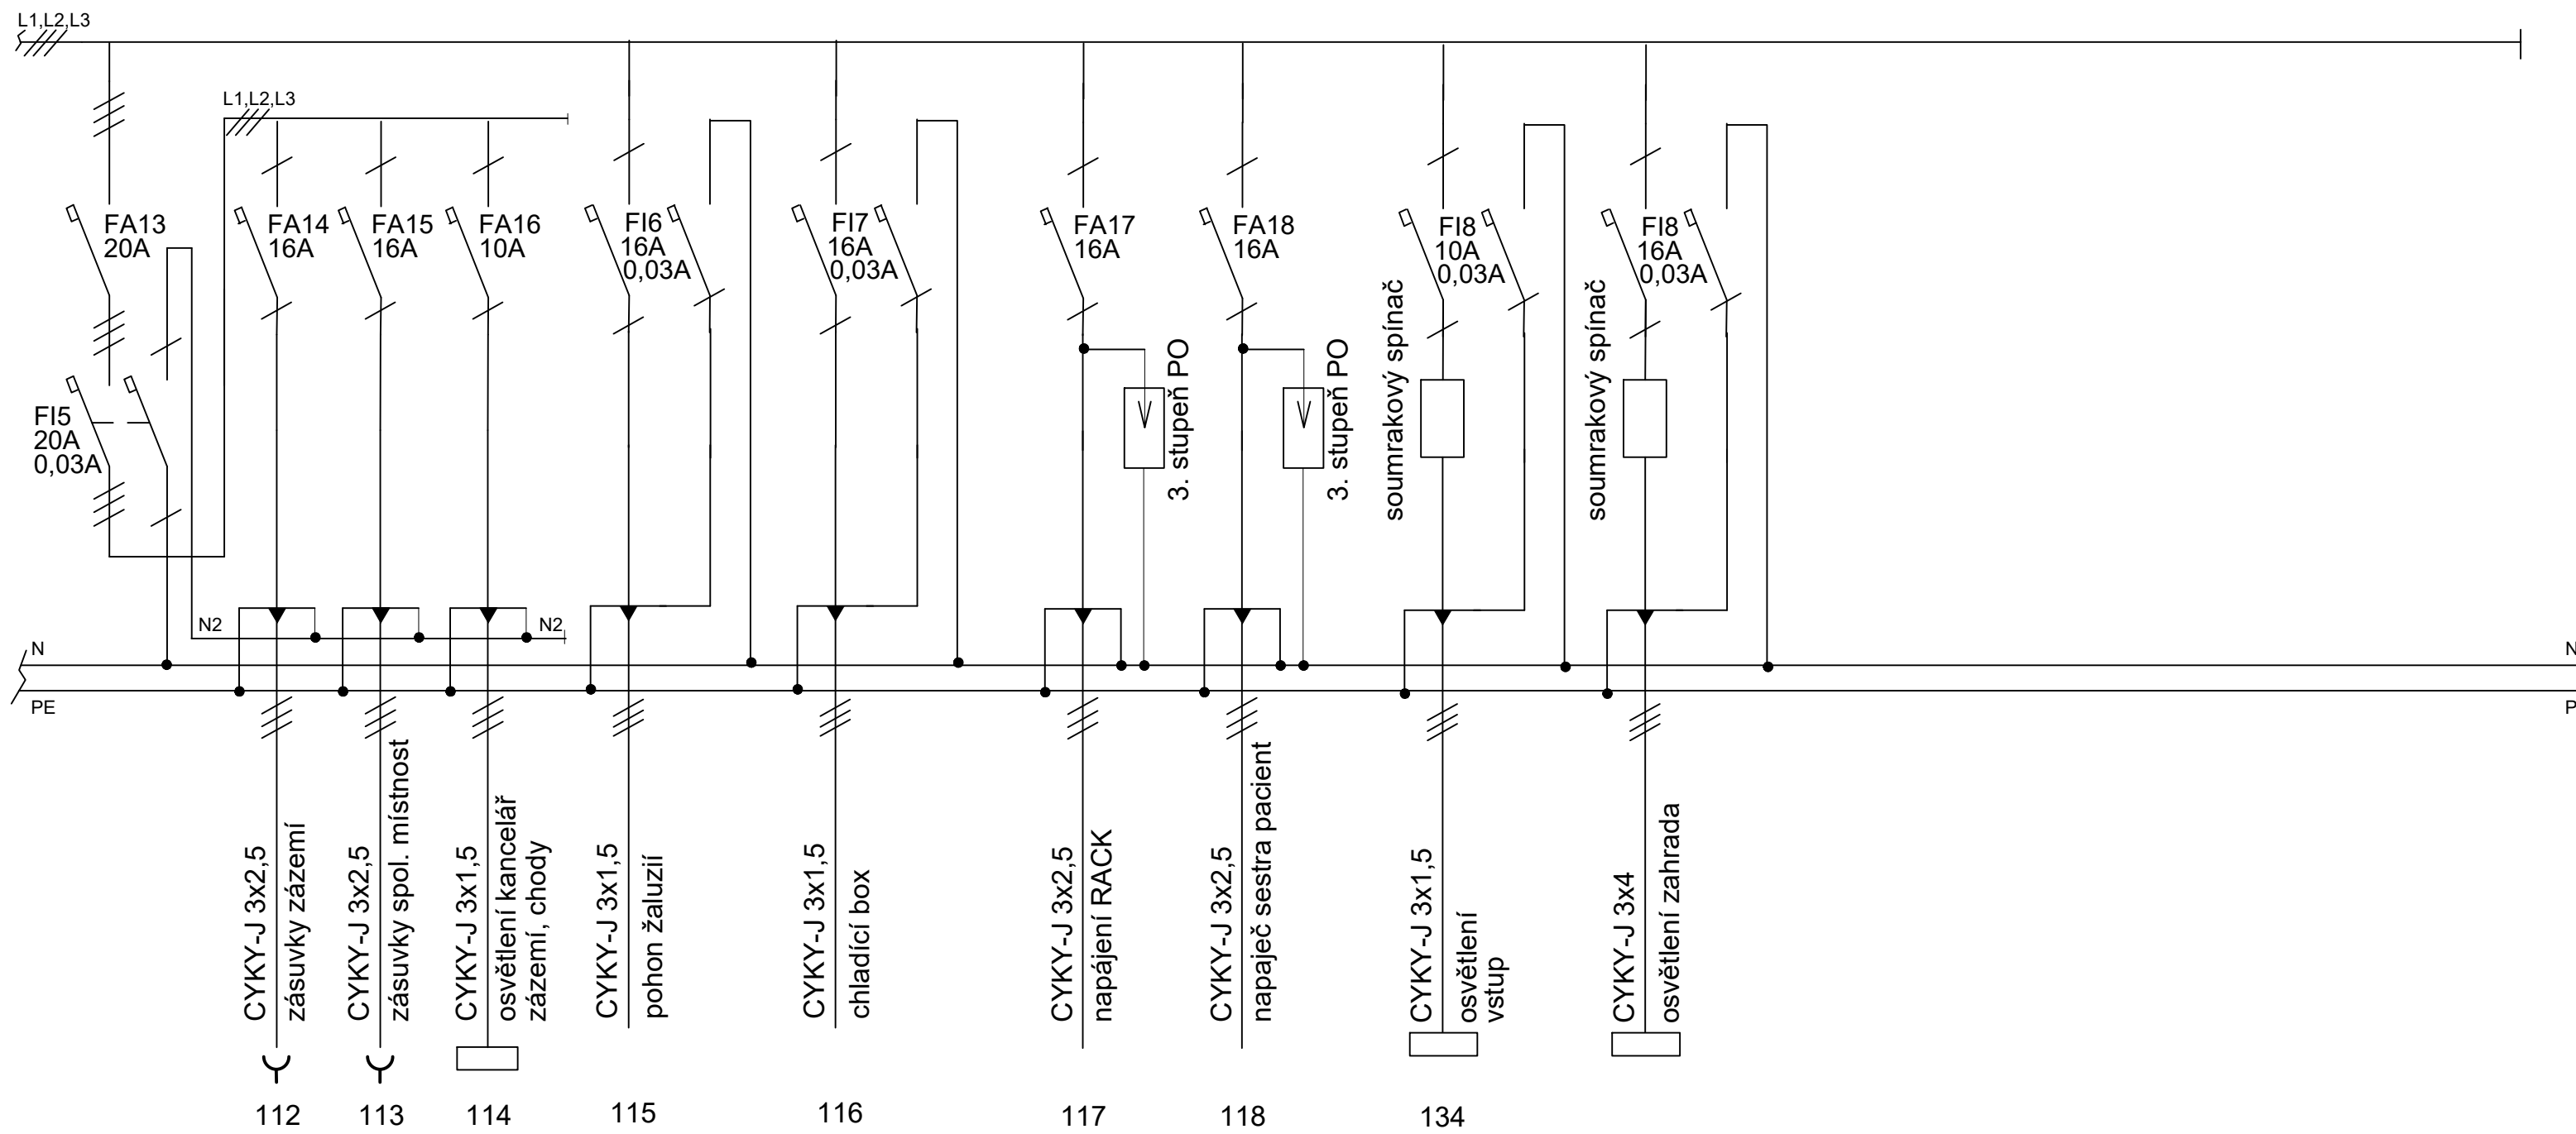 L1,L2,L3
L1,L2,L3
FA13
20A
FI5
20A
0,03A
FA14
16A
FA15
16A
FA16
10A
FI6
16A
0,03A
FI7
16A
0,03A
FA17
16A
3. stupeň PO
FA18
16A
3. stupeň PO
FI8
10A
0,03A
soumrakový spínač
FI8
16A
0,03A
soumrakový spínač
N2
N2
N
N
PE
P
CYKY-J 3x2,5
zásuvky zázemí
CYKY-J 3x2,5
zásuvky spol. místnost
CYKY-J 3x1,5
osvětlení kancelář
zázemí, chody
CYKY-J 3x1,5
pohon žaluzií
CYKY-J 3x1,5
chladící box
CYKY-J 3x2,5
napájení RACK
CYKY-J 3x2,5
napaječ sestra pacient
CYKY-J 3x1,5
osvětlení
vstup
CYKY-J 3x4
osvětlení zahrada
112
113
114
115
116
117
118
134